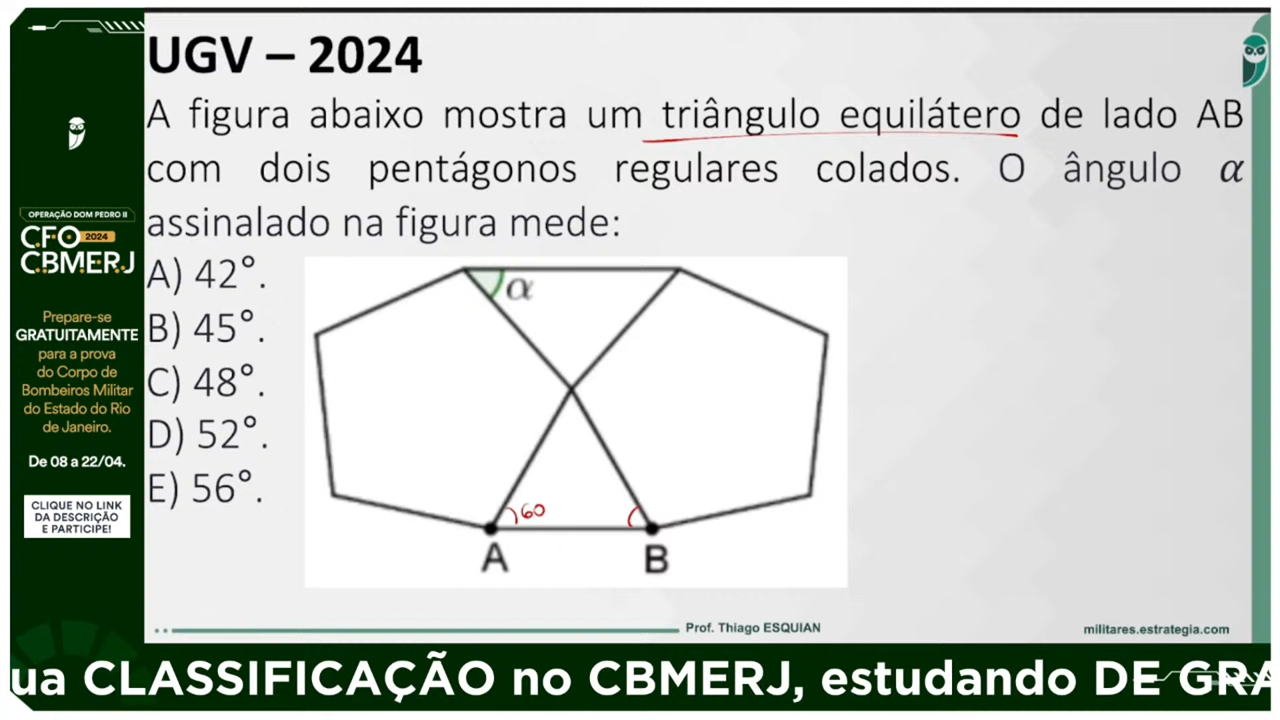 UGV – 2024
A figura abaixo mostra um triângulo equilátero de lado AB
com dois pentágonos regulares colados. O ângulo α
assinalado na figura mede:
A) 42°.
B) 45°.
C) 48°.
D) 52°.
E) 56°.
α
60
A
B
OPERAÇÃO DOM PEDRO II
CFO 2024
CBMERJ
Prepare-se
GRATUITAMENTE
para a prova
do Corpo de
Bombeiros Militar
do Estado do Rio
de Janeiro.
De 08 a 22/04.
CLIQUE NO LINK
DA DESCRIÇÃO
E PARTICIPE!
Prof. Thiago ESQUIAN
militares.estrategia.com
ua CLASSIFICAÇÃO no CBMERJ, estudando DE GRA